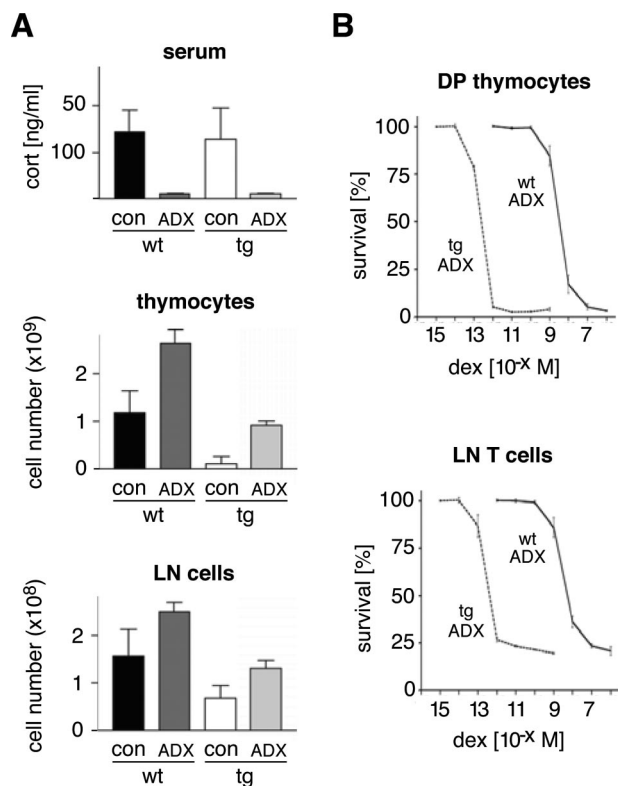 A
serum
cort [ng/ml]
50
100
con ADX con ADX
wt tg
thymocytes
cell number (x10⁹)
2
1
0
con ADX con ADX
wt tg
LN cells
cell number (x10⁸)
2
1
0
con ADX con ADX
wt tg
B
DP thymocytes
survival [%]
100
75
50
25
0
wt
ADX
tg
ADX
15 13 11 9 7
dex [10⁻ˣ M]
LN T cells
survival [%]
100
75
50
25
0
wt
ADX
tg
ADX
15 13 11 9 7
dex [10⁻ˣ M]